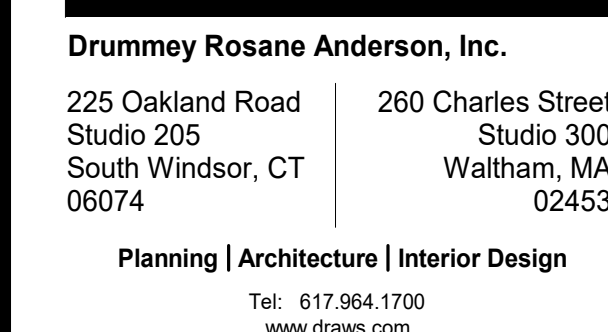 Drummey Rosane Anderson, Inc.
225 Oakland Road
Studio 205
South Windsor, CT
06074
260 Charles Street
Studio 300
Waltham, MA
02453
Planning | Architecture | Interior Design
Tel: 617.964.1700
www.draws.com